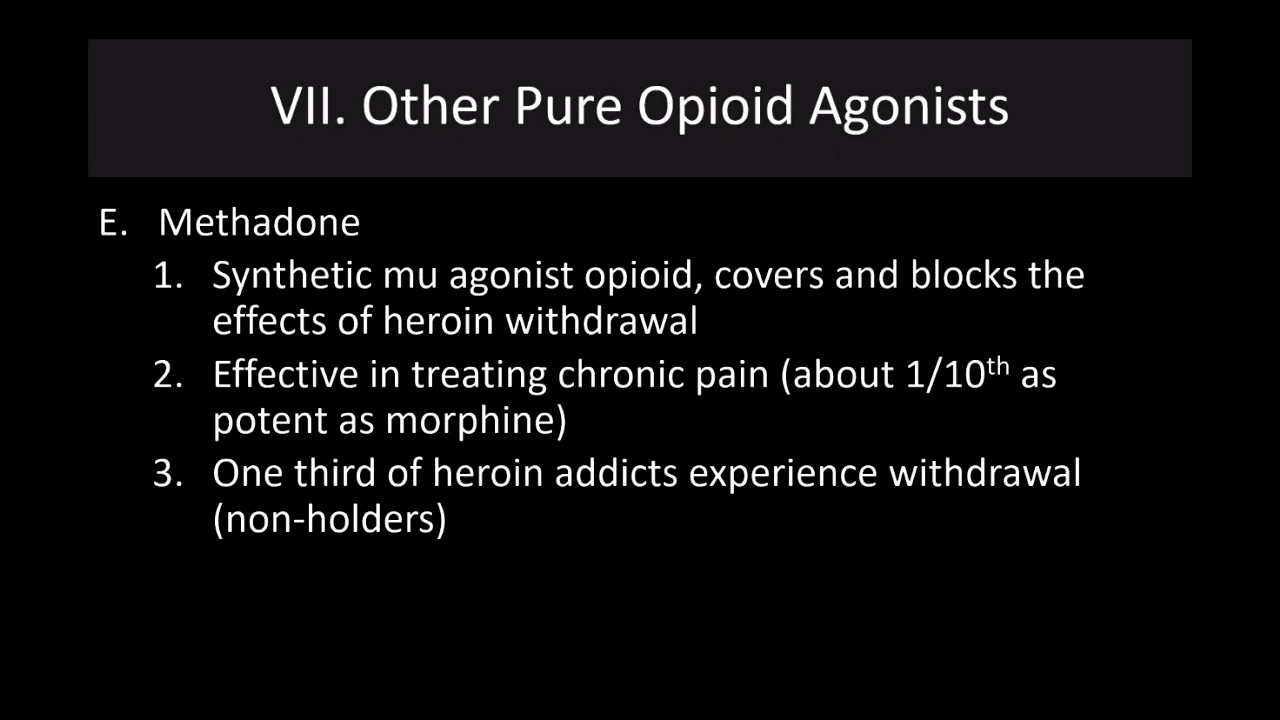 VII. Other Pure Opioid Agonists
E. Methadone
1. Synthetic mu agonist opioid, covers and blocks the
effects of heroin withdrawal
2. Effective in treating chronic pain (about 1/10th as
potent as morphine)
3. One third of heroin addicts experience withdrawal
(non-holders)